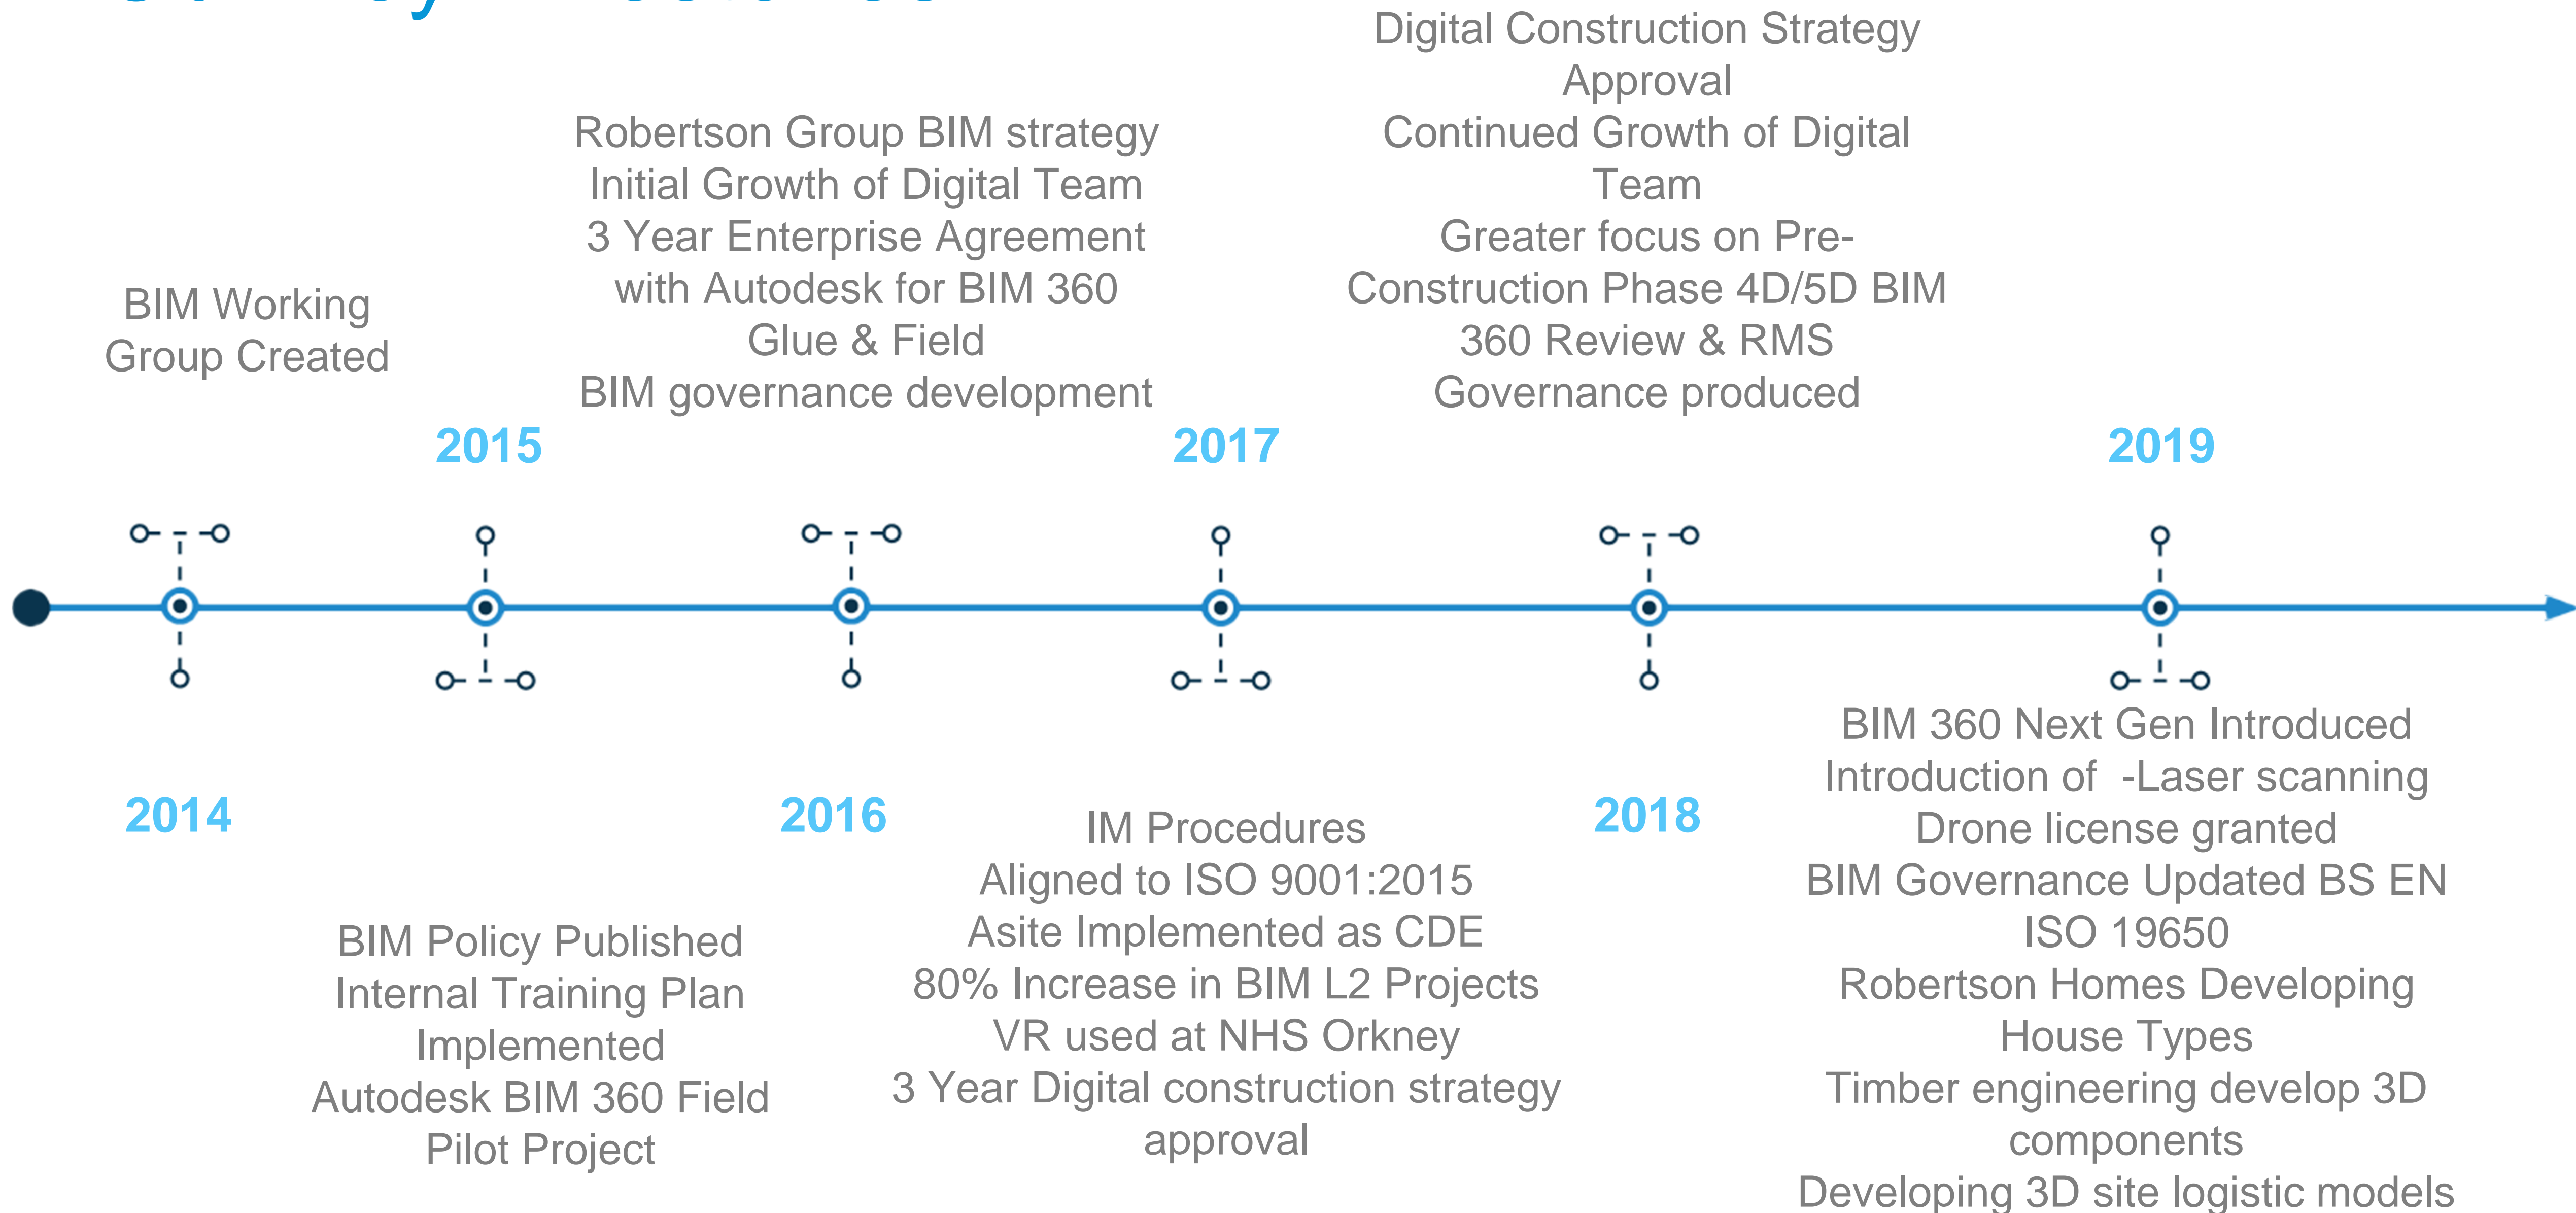 BIM Working
Group Created
2014
2015
BIM Policy Published
Internal Training Plan
Implemented
Autodesk BIM 360 Field
Pilot Project
Robertson Group BIM strategy
Initial Growth of Digital Team
3 Year Enterprise Agreement
with Autodesk for BIM 360
Glue & Field
BIM governance development
2016
2017
IM Procedures
Aligned to ISO 9001:2015
Asite Implemented as CDE
80% Increase in BIM L2 Projects
VR used at NHS Orkney
3 Year Digital construction strategy
approval
Digital Construction Strategy
Approval
Continued Growth of Digital
Team
Greater focus on Pre-
Construction Phase 4D/5D BIM
360 Review & RMS
Governance produced
2018
2019
BIM 360 Next Gen Introduced
Introduction of  -Laser scanning
Drone license granted
BIM Governance Updated BS EN
ISO 19650
Robertson Homes Developing
House Types
Timber engineering develop 3D
components
Developing 3D site logistic models